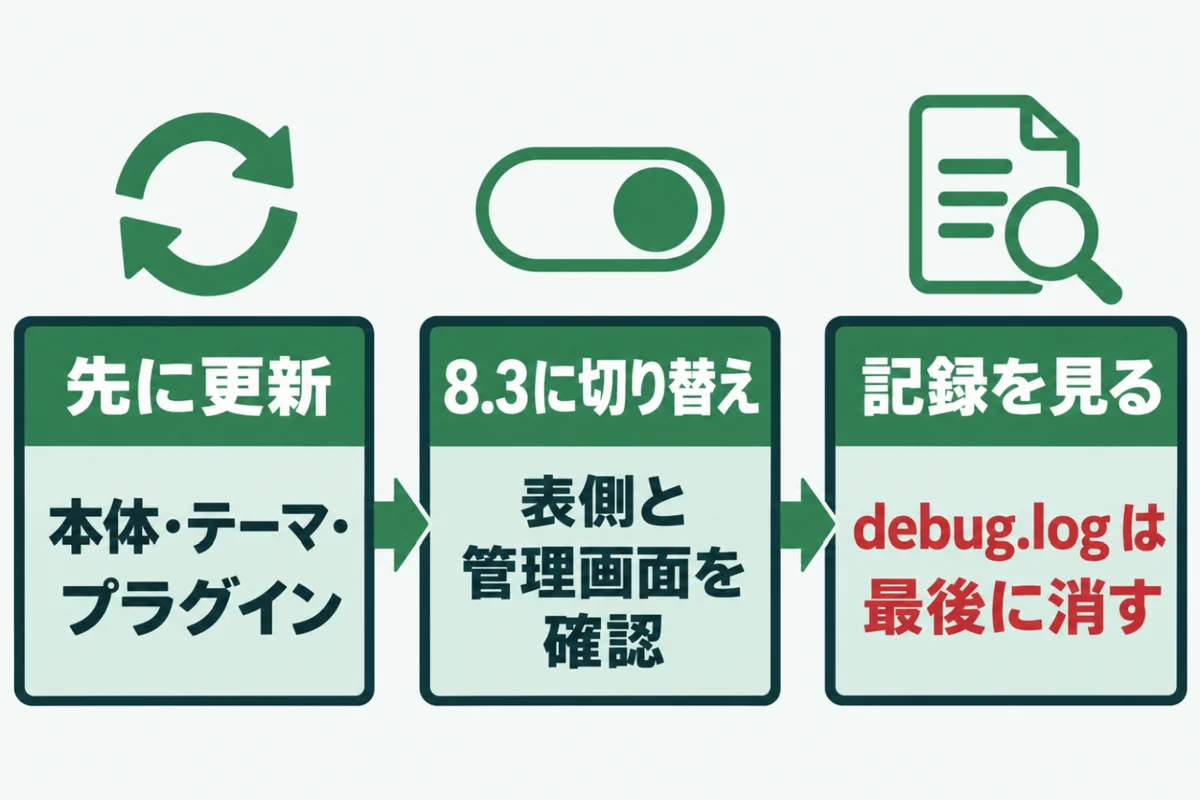 先に更新
本体・テーマ・
プラグイン
8.3に切り替え
表側と
管理画面を
確認
記録を見る
debug.log は
最後に消す